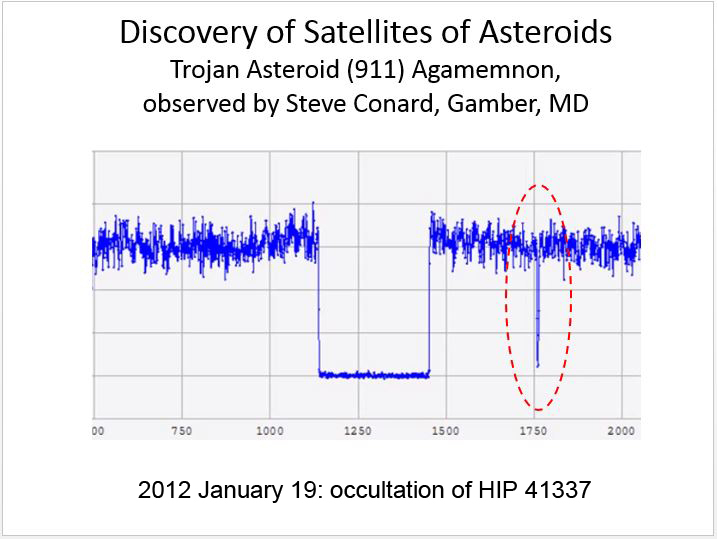 Discovery of Satellites of Asteroids
Trojan Asteroid (911) Agamemnon,
observed by Steve Conard, Gamber, MD
00 750 1000 1250 1500 1750 2000
2012 January 19: occultation of HIP 41337